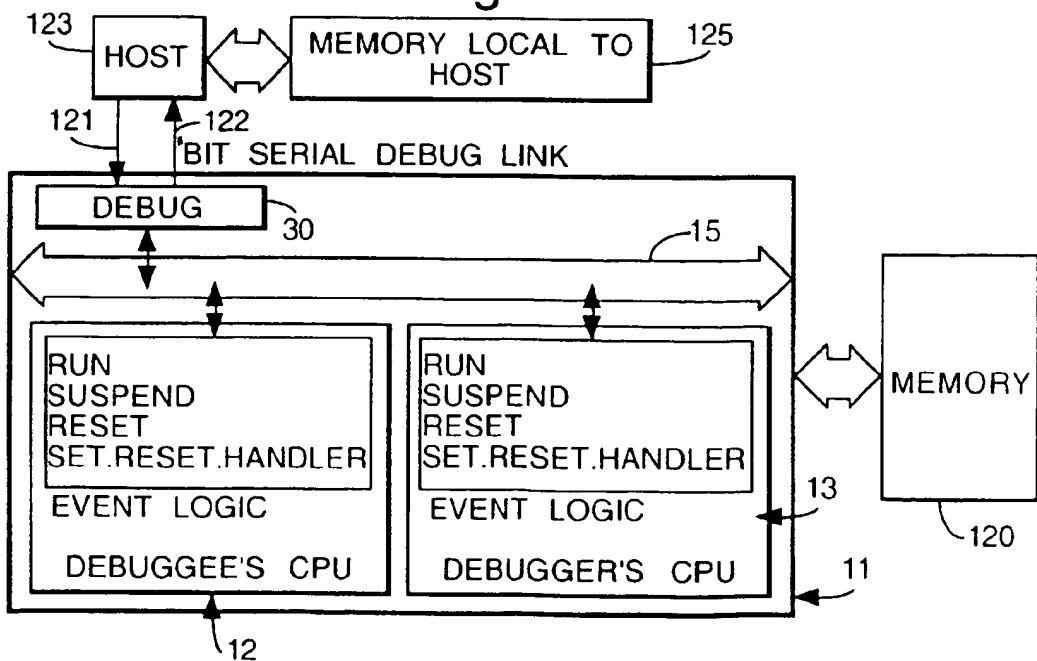 123
HOST
MEMORY LOCAL TO
HOST
125
121
122
BIT SERIAL DEBUG LINK
DEBUG
30
15
RUN
SUSPEND
RESET
SET.RESET.HANDLER
EVENT LOGIC
DEBUGGEE'S CPU
RUN
SUSPEND
RESET
SET.RESET.HANDLER
EVENT LOGIC
DEBUGGER'S CPU
13
MEMORY
120
11
12